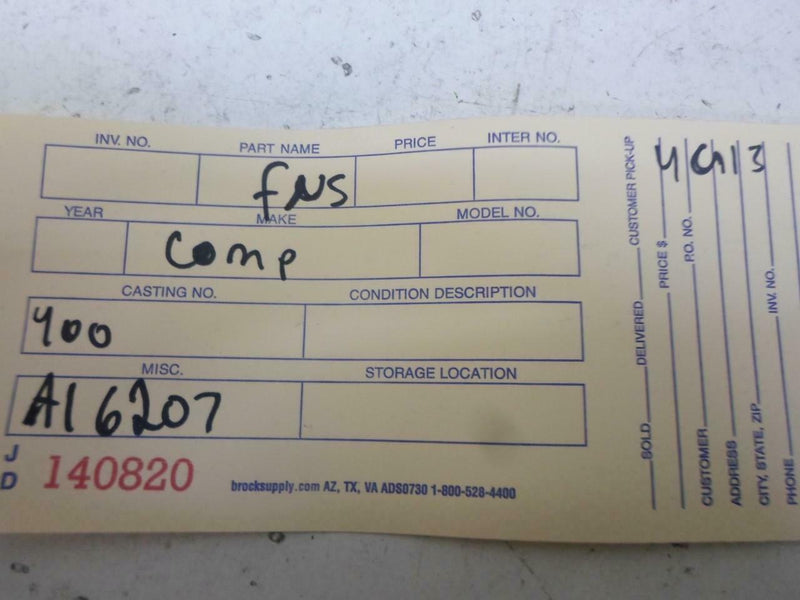 INV. NO. PART NAME PRICE INTER NO.
fNS
YEAR MAKE MODEL NO.
Comp
CASTING NO. CONDITION DESCRIPTION
400
MISC. STORAGE LOCATION
A16207
J
D
140820
brocksupply.com AZ, TX, VA ADS0730 1-800-528-4400
SOLD DELIVERED CUSTOMER PICK-UP
PRICE $
CUSTOMER P.O. NO.
ADDRESS
CITY, STATE, ZIP
PHONE INV. NO.